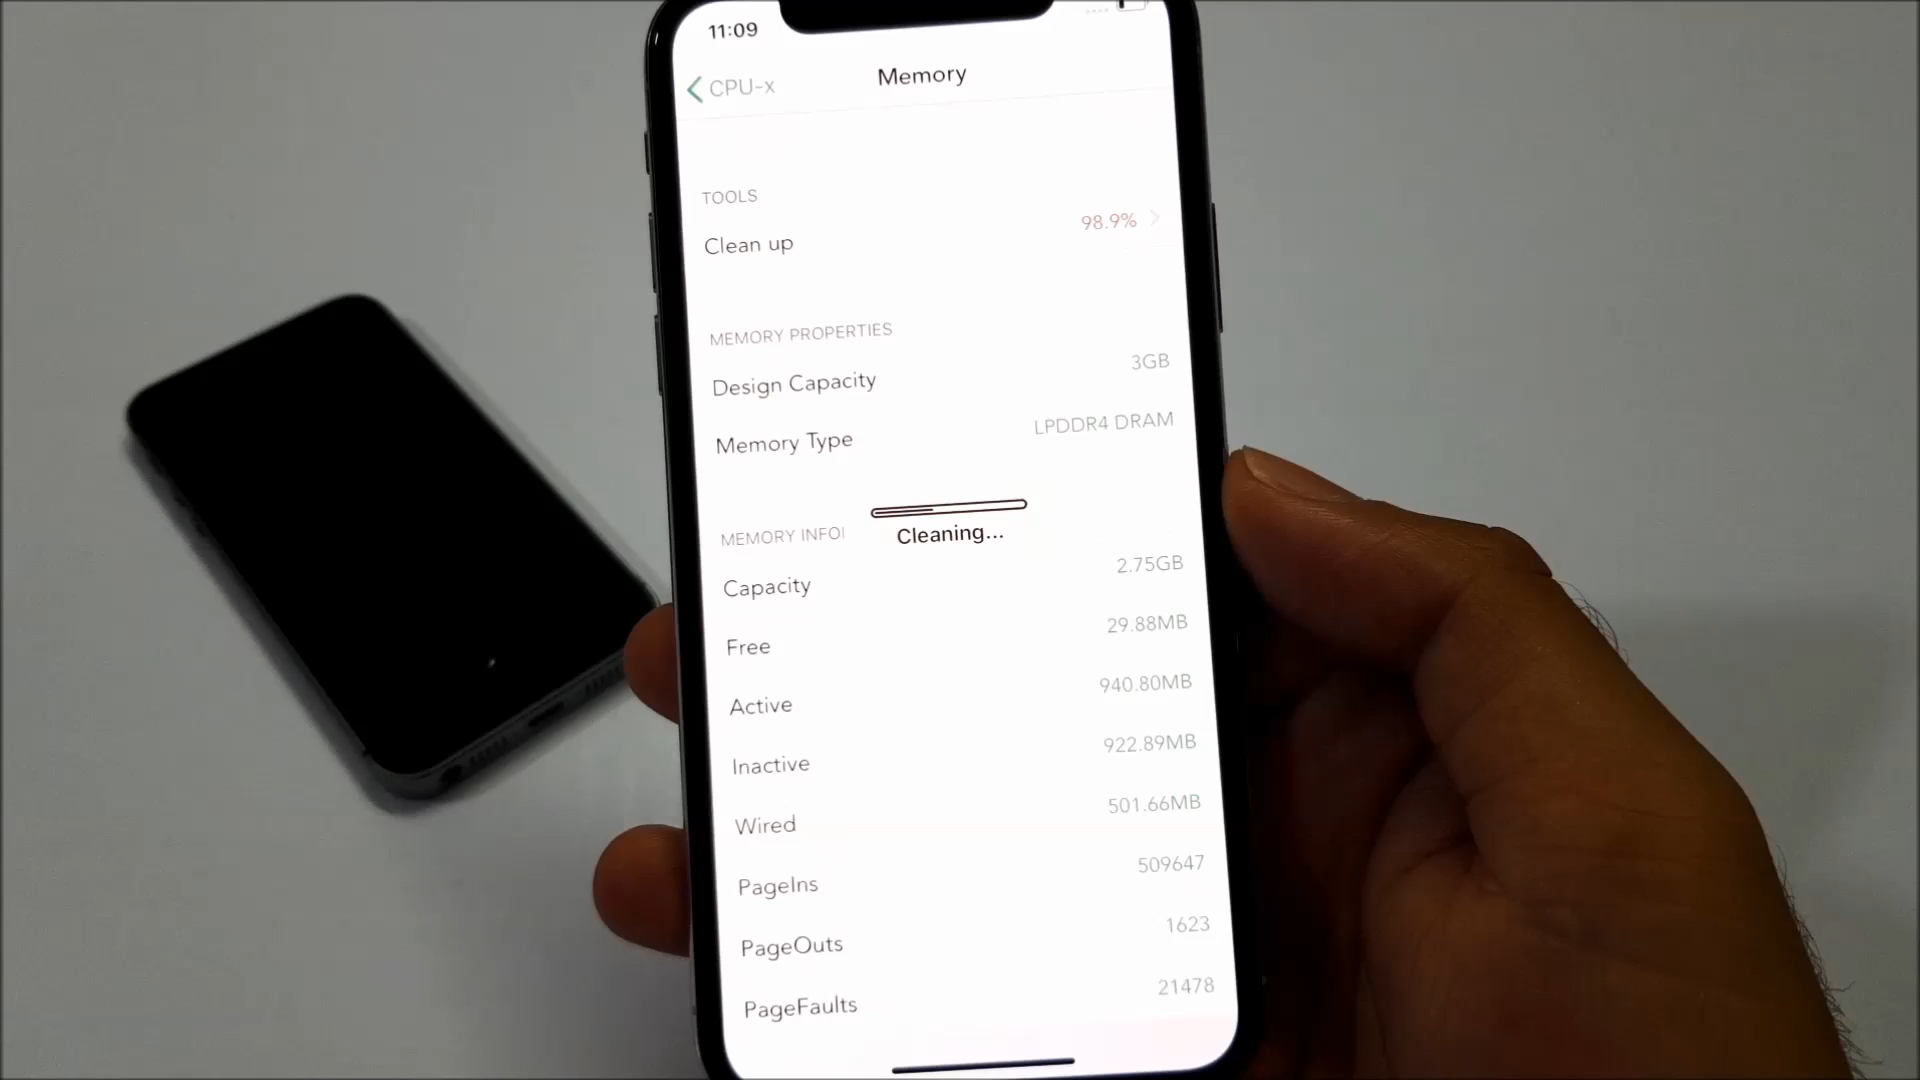 11:09
CPU-x
Memory
TOOLS
Clean up 98.9%
MEMORY PROPERTIES
Design Capacity 3GB
Memory Type LPDDR4 DRAM
Cleaning...
MEMORY INFO
Capacity 2.75GB
Free 29.88MB
Active 940.80MB
Inactive 922.89MB
Wired 501.66MB
PageIns 509647
PageOuts 1623
PageFaults 21478